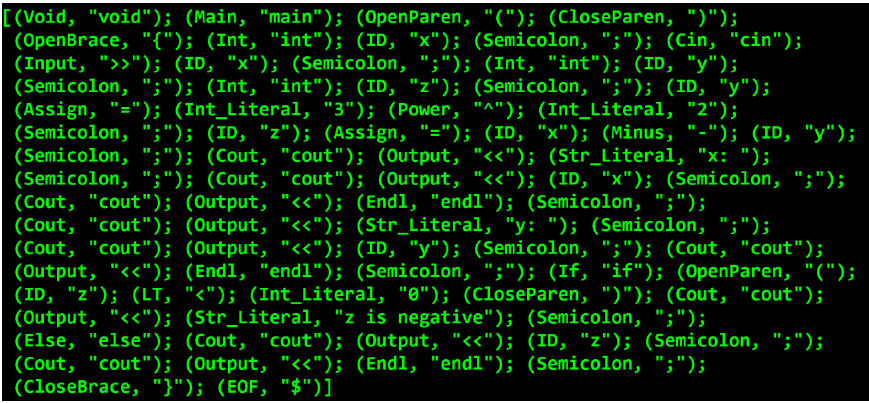 [(Void, "void"); (Main, "main"); (OpenParen, "("); (CloseParen, ")");
(OpenBrace, "{"); (Int, "int"); (ID, "x"); (Semicolon, ";"); (Cin, "cin");
(Input, ">>"); (ID, "x"); (Semicolon, ";"); (Int, "int"); (ID, "y");
(Semicolon, ";"); (Int, "int"); (ID, "z"); (Semicolon, ";"); (ID, "y");
(Assign, "="); (Int_Literal, "3"); (Power, "^"); (Int_Literal, "2");
(Semicolon, ";"); (ID, "z"); (Assign, "="); (ID, "x"); (Minus, "-"); (ID, "y");
(Semicolon, ";"); (Cout, "cout"); (Output, "<<"); (Str_Literal, "x: ");
(Semicolon, ";"); (Cout, "cout"); (Output, "<<"); (ID, "x"); (Semicolon, ";");
(Cout, "cout"); (Output, "<<"); (Endl, "endl"); (Semicolon, ";");
(Cout, "cout"); (Output, "<<"); (Str_Literal, "y: "); (Semicolon, ";");
(Cout, "cout"); (Output, "<<"); (ID, "y"); (Semicolon, ";"); (Cout, "cout");
(Output, "<<"); (Endl, "endl"); (Semicolon, ";"); (If, "if"); (OpenParen, "(");
(ID, "z"); (LT, "<"); (Int_Literal, "0"); (CloseParen, ")"); (Cout, "cout");
(Output, "<<"); (Str_Literal, "z is negative"); (Semicolon, ";");
(Else, "else"); (Cout, "cout"); (Output, "<<"); (ID, "z"); (Semicolon, ";");
(Cout, "cout"); (Output, "<<"); (Endl, "endl"); (Semicolon, ";");
(CloseBrace, "}"); (EOF, "$")]